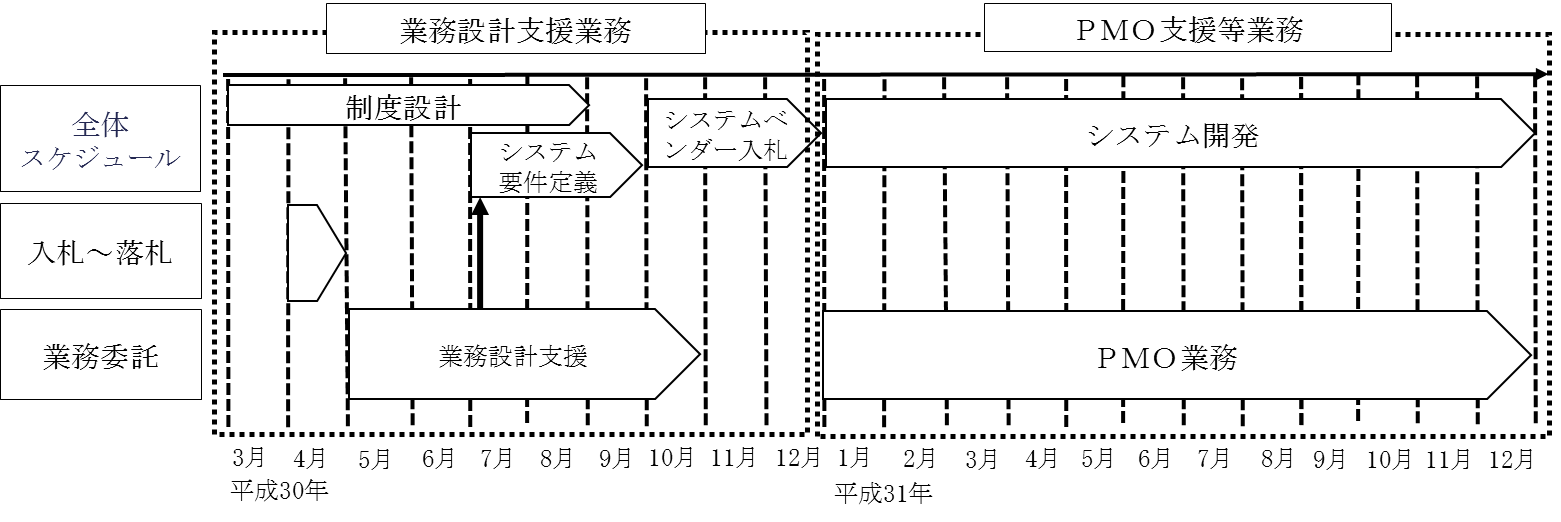 業務設計支援業務
ＰＭＯ支援等業務
全体
スケジュール
制度設計
システム
要件定義
システムベ
ンダー入札
システム開発
入札～落札
業務委託
業務設計支援
ＰＭＯ業務
3月 4月 5月 6月 7月 8月 9月 10月 11月 12月 1月 2月 3月 4月 5月 6月 7月 8月 9月 10月 11月 12月
平成30年 平成31年